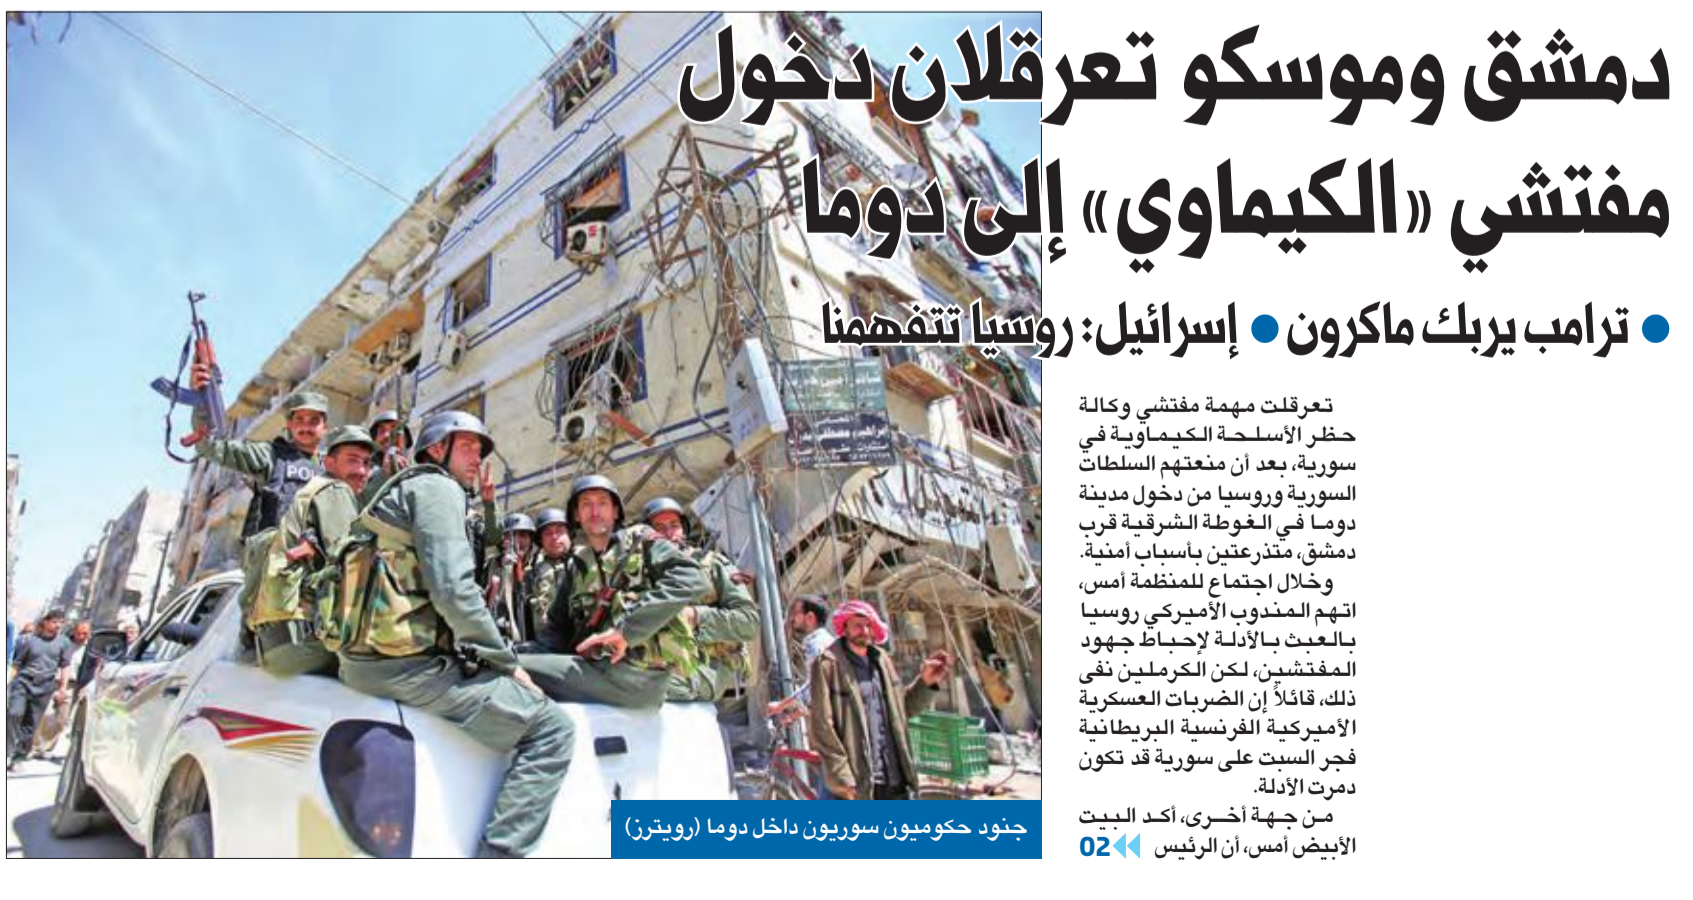 دمشق وموسكو تعرقلان دخول
مفتشي «الكيماوي» إلى دوما
● ترامب يربك ماكرون ● إسرائيل: روسيا تتفهمنا
تعرقلت مهمة مفتشي وكالة
حظر الأسلحة الكيماوية في
سورية، بعد أن منعتهم السلطات
السورية وروسيا من دخول مدينة
دوما في الغوطة الشرقية قرب
دمشق، متذرعتين بأسباب أمنية.
وخلال اجتماع للمنظمة أمس،
اتهم المندوب الأميركي روسيا
بالعبث بالأدلة لإحباط جهود
المفتشين، لكن الكرملين نفى
ذلك، قائلاً إن الضربات العسكرية
الأميركية الفرنسية البريطانية
فجر السبت على سورية قد تكون
دمرت الأدلة.
من جهة أخرى، أكد البيت
الأبيض أمس، أن الرئيس 02
جنود حكوميون سوريون داخل دوما (رويترز)
POL